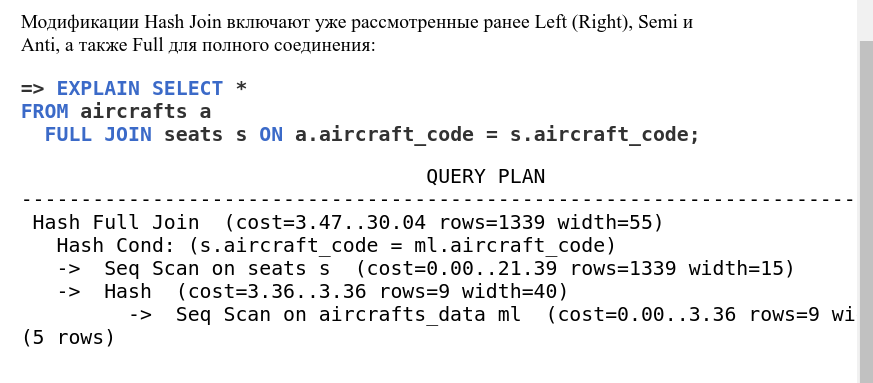 Модификации Hash Join включают уже рассмотренные ранее Left (Right), Semi и
Anti, а также Full для полного соединения:
=> EXPLAIN SELECT *
FROM aircrafts a
  FULL JOIN seats s ON a.aircraft_code = s.aircraft_code;
                                  QUERY PLAN
----------------------------------------------------------------------
 Hash Full Join  (cost=3.47..30.04 rows=1339 width=55)
   Hash Cond: (s.aircraft_code = ml.aircraft_code)
   ->  Seq Scan on seats s  (cost=0.00..21.39 rows=1339 width=15)
   ->  Hash  (cost=3.36..3.36 rows=9 width=40)
         ->  Seq Scan on aircrafts_data ml  (cost=0.00..3.36 rows=9 wi
(5 rows)